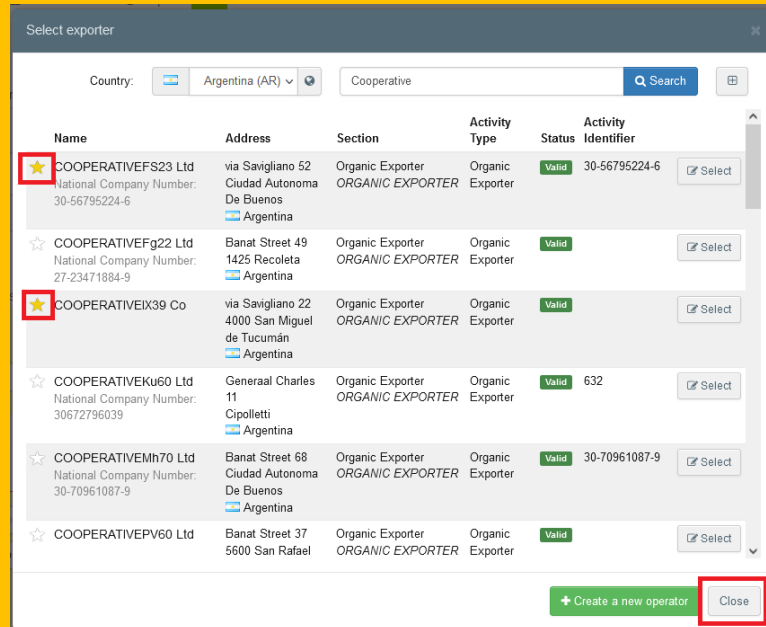 Select exporter ×
Country: Argentina (AR) Cooperative Search
Activity Activity
Name Address Section Type Status Identifier
COOPERATIVEFS23 Ltd via Savigliano 52 Organic Exporter Organic Valid 30-56795224-6 Select
National Company Number: Ciudad Autonoma ORGANIC EXPORTER Exporter
30-56795224-6 De Buenos
Argentina
COOPERATIVEFg22 Ltd Banat Street 49 Organic Exporter Organic Valid Select
National Company Number: 1425 Recoleta ORGANIC EXPORTER Exporter
27-23471884-9 Argentina
COOPERATIVEIX39 Co via Savigliano 22 Organic Exporter Organic Valid Select
4000 San Miguel ORGANIC EXPORTER Exporter
de Tucumán
Argentina
COOPERATIVEKu60 Ltd Generaal Charles Organic Exporter Organic Valid 632 Select
National Company Number: 11 ORGANIC EXPORTER Exporter
30672796039 Cipolletti
Argentina
COOPERATIVEMh70 Ltd Banat Street 68 Organic Exporter Organic Valid 30-70961087-9 Select
National Company Number: Ciudad Autonoma ORGANIC EXPORTER Exporter
30-70961087-9 De Buenos
Argentina
COOPERATIVEPV60 Ltd Banat Street 37 Organic Exporter Organic Valid Select
5600 San Rafael ORGANIC EXPORTER Exporter
+ Create a new operator Close